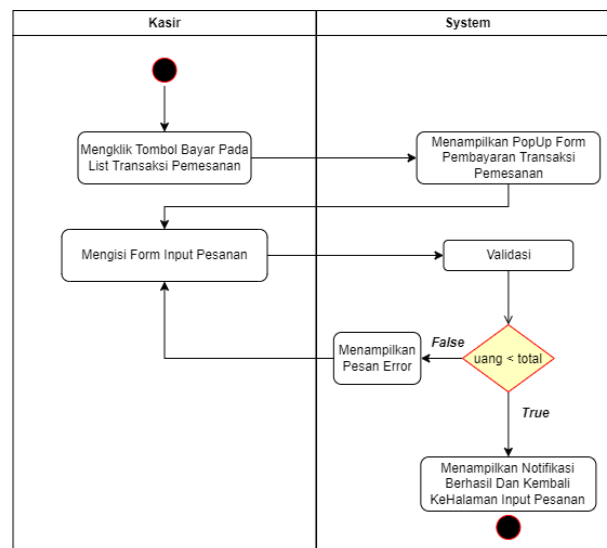 Kasir
System
Mengklik Tombol Bayar Pada
List Transaksi Pemesanan
Menampilkan PopUp Form
Pembayaran Transaksi
Pemesanan
Mengisi Form Input Pesanan
Validasi
Menampilkan
Pesan Error
False
uang < total
True
Menampilkan Notifikasi
Berhasil Dan Kembali
KeHalaman Input Pesanan